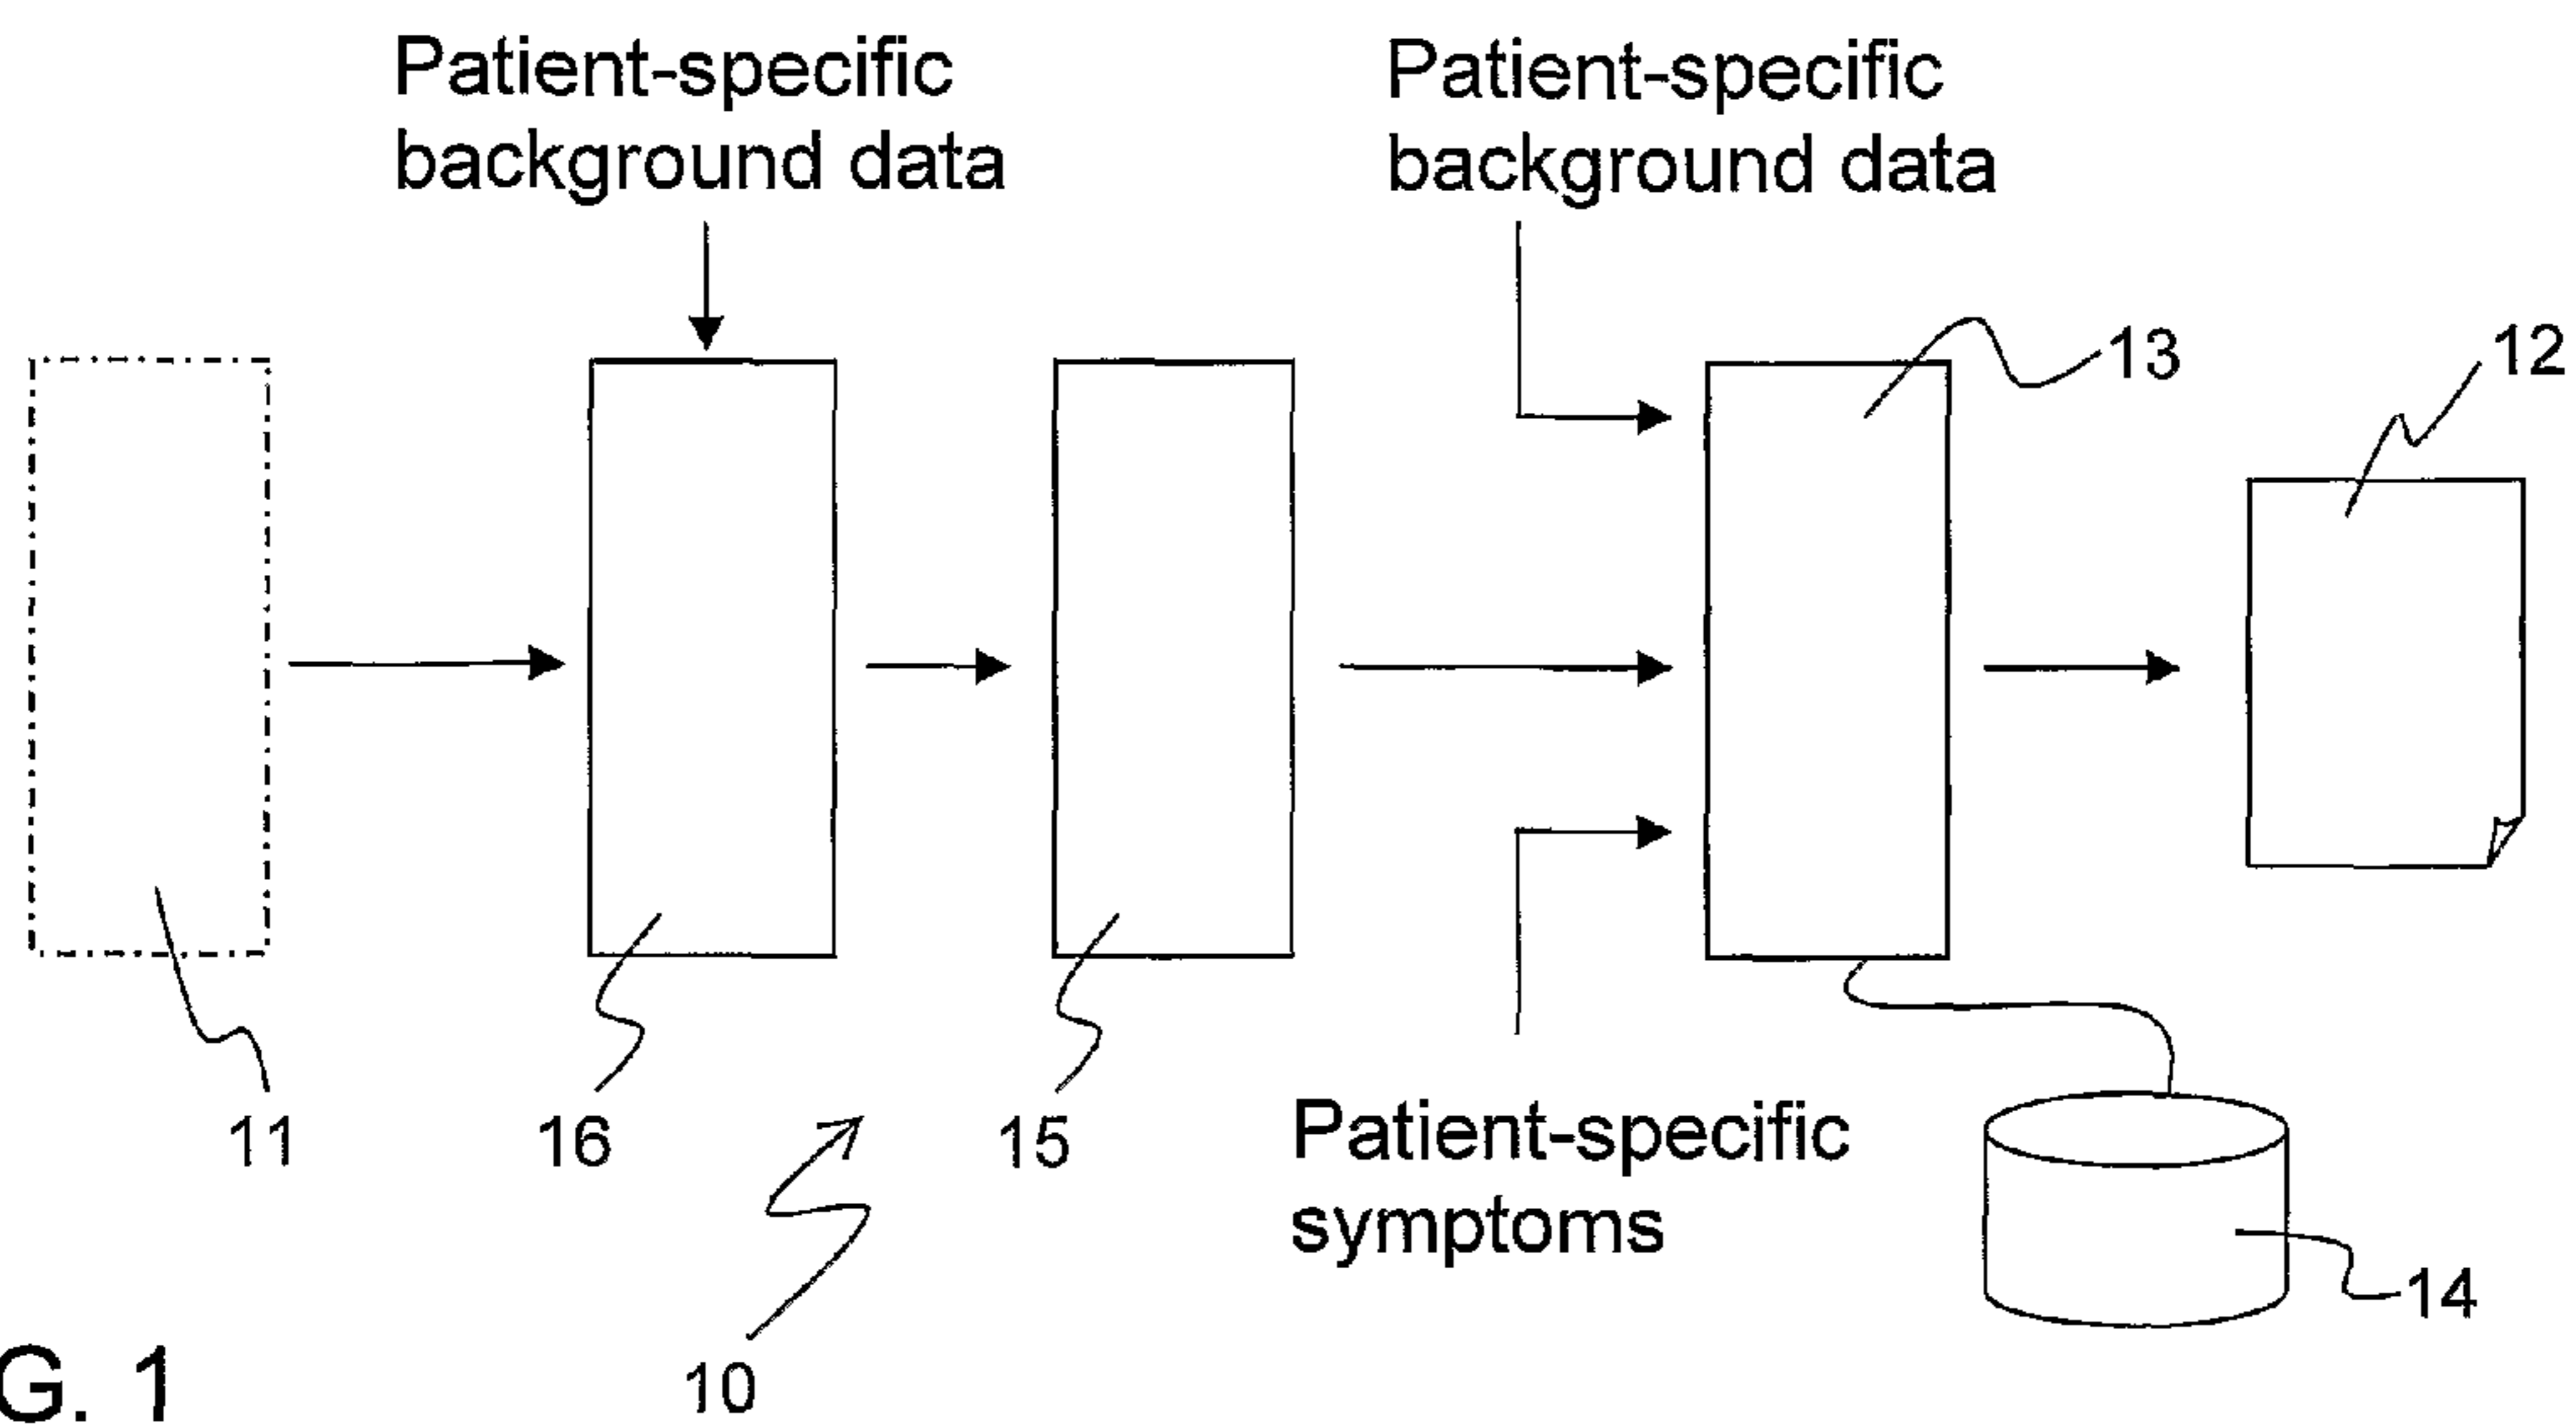 Patient-specific
background data
Patient-specific
background data
13
12
11
16
15
Patient-specific
symptoms
14
10
G. 1